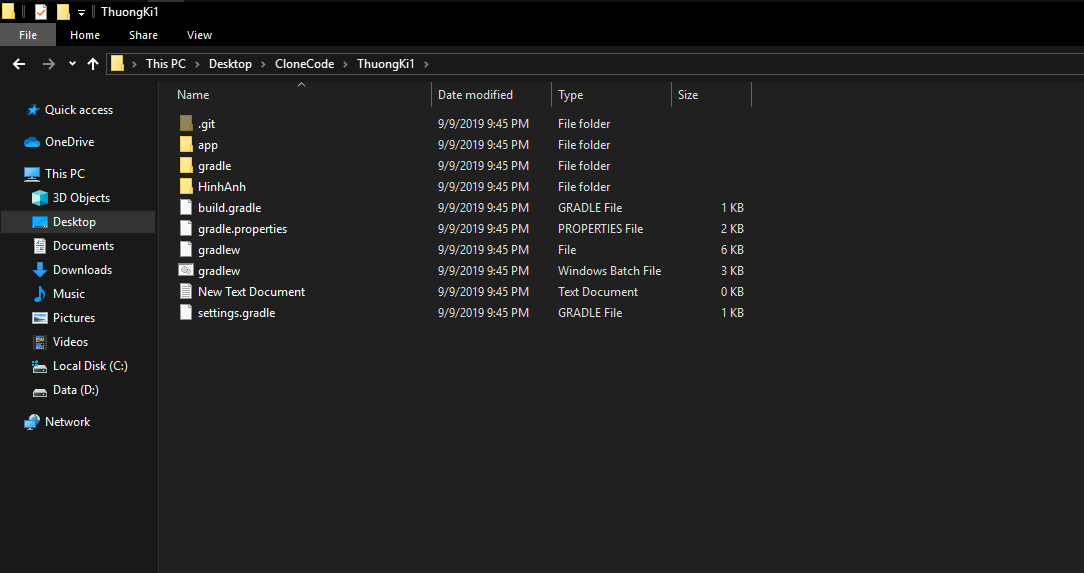 ThuongKi1
File Home Share View
This PC Desktop CloneCode ThuongKi1
Name Date modified Type Size
Quick access
OneDrive
This PC
3D Objects
Desktop
Documents
Downloads
Music
Pictures
Videos
Local Disk (C:)
Data (D:)
Network
.git 9/9/2019 9:45 PM File folder
app 9/9/2019 9:45 PM File folder
gradle 9/9/2019 9:45 PM File folder
HinhAnh 9/9/2019 9:45 PM File folder
build.gradle 9/9/2019 9:45 PM GRADLE File 1 KB
gradle.properties 9/9/2019 9:45 PM PROPERTIES File 2 KB
gradlew 9/9/2019 9:45 PM File 6 KB
gradlew 9/9/2019 9:45 PM Windows Batch File 3 KB
New Text Document 9/9/2019 9:45 PM Text Document 0 KB
settings.gradle 9/9/2019 9:45 PM GRADLE File 1 KB